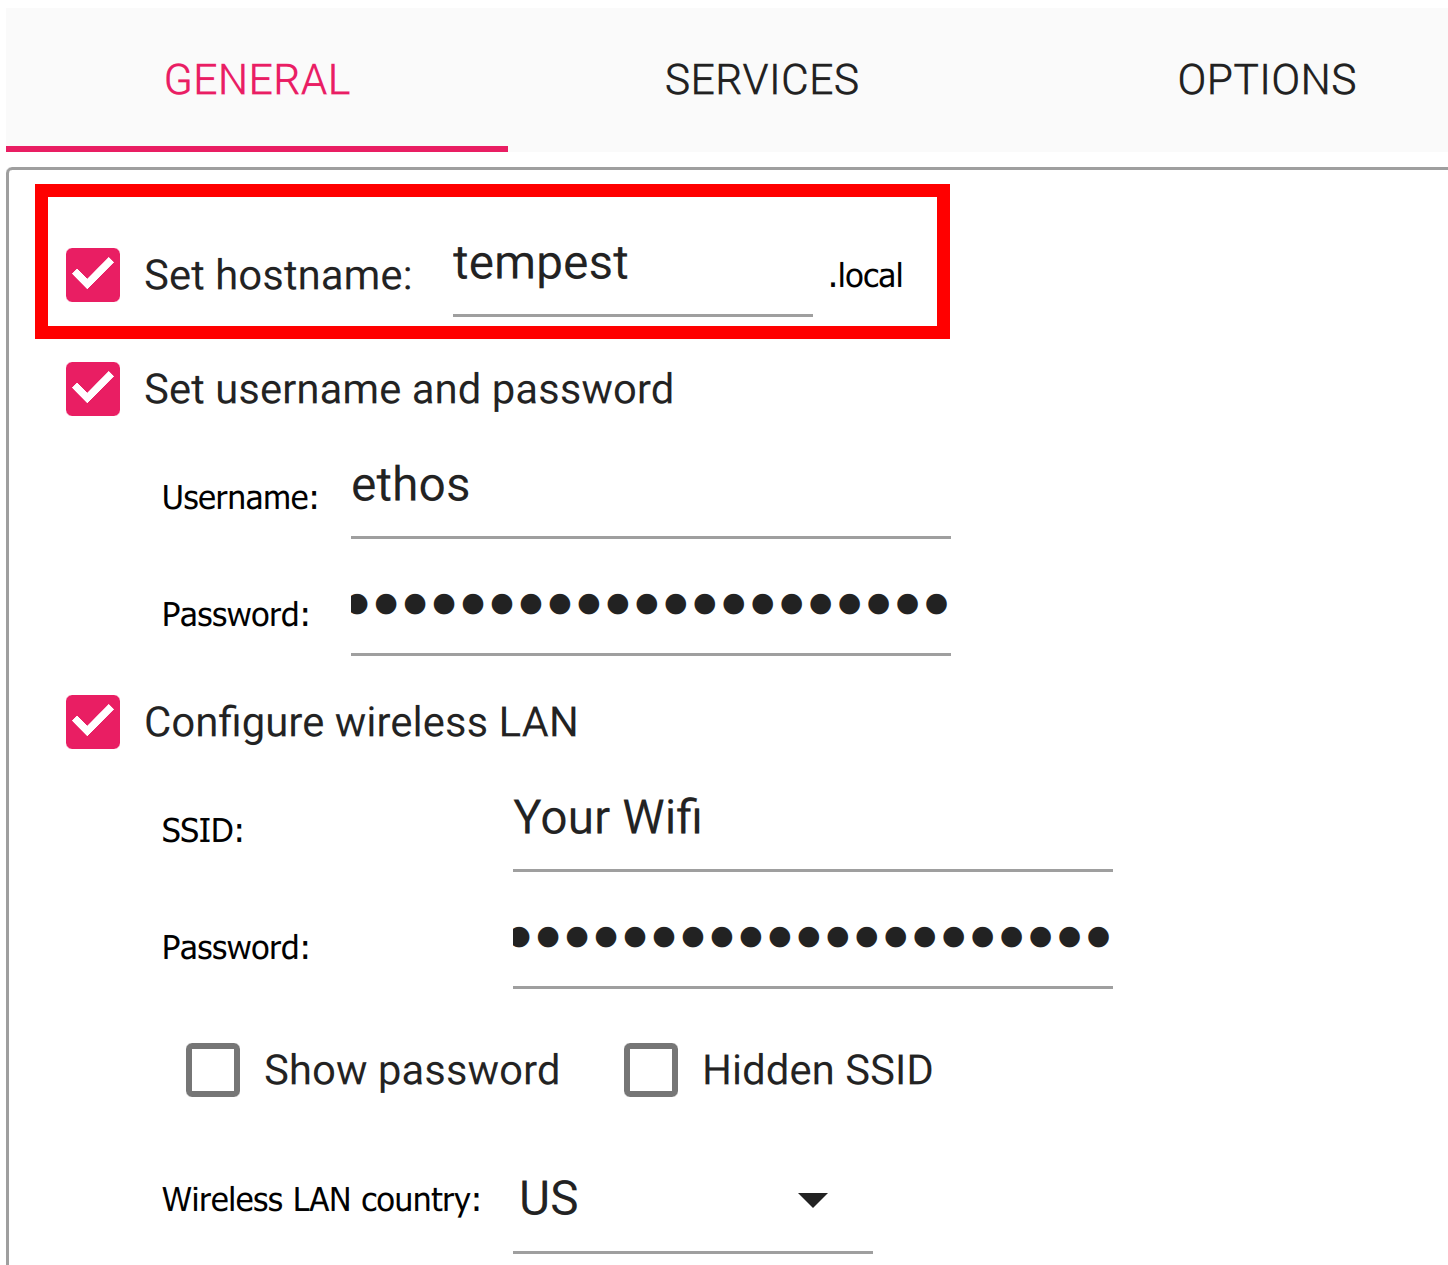 GENERAL SERVICES OPTIONS
Set hostname: tempest .local
Set username and password
Username: ethos
Password: ●●●●●●●●●●●●●●●●●●●●●
Configure wireless LAN
SSID: Your Wifi
Password: ●●●●●●●●●●●●●●●●●●●●●
Show password Hidden SSID
Wireless LAN country: US